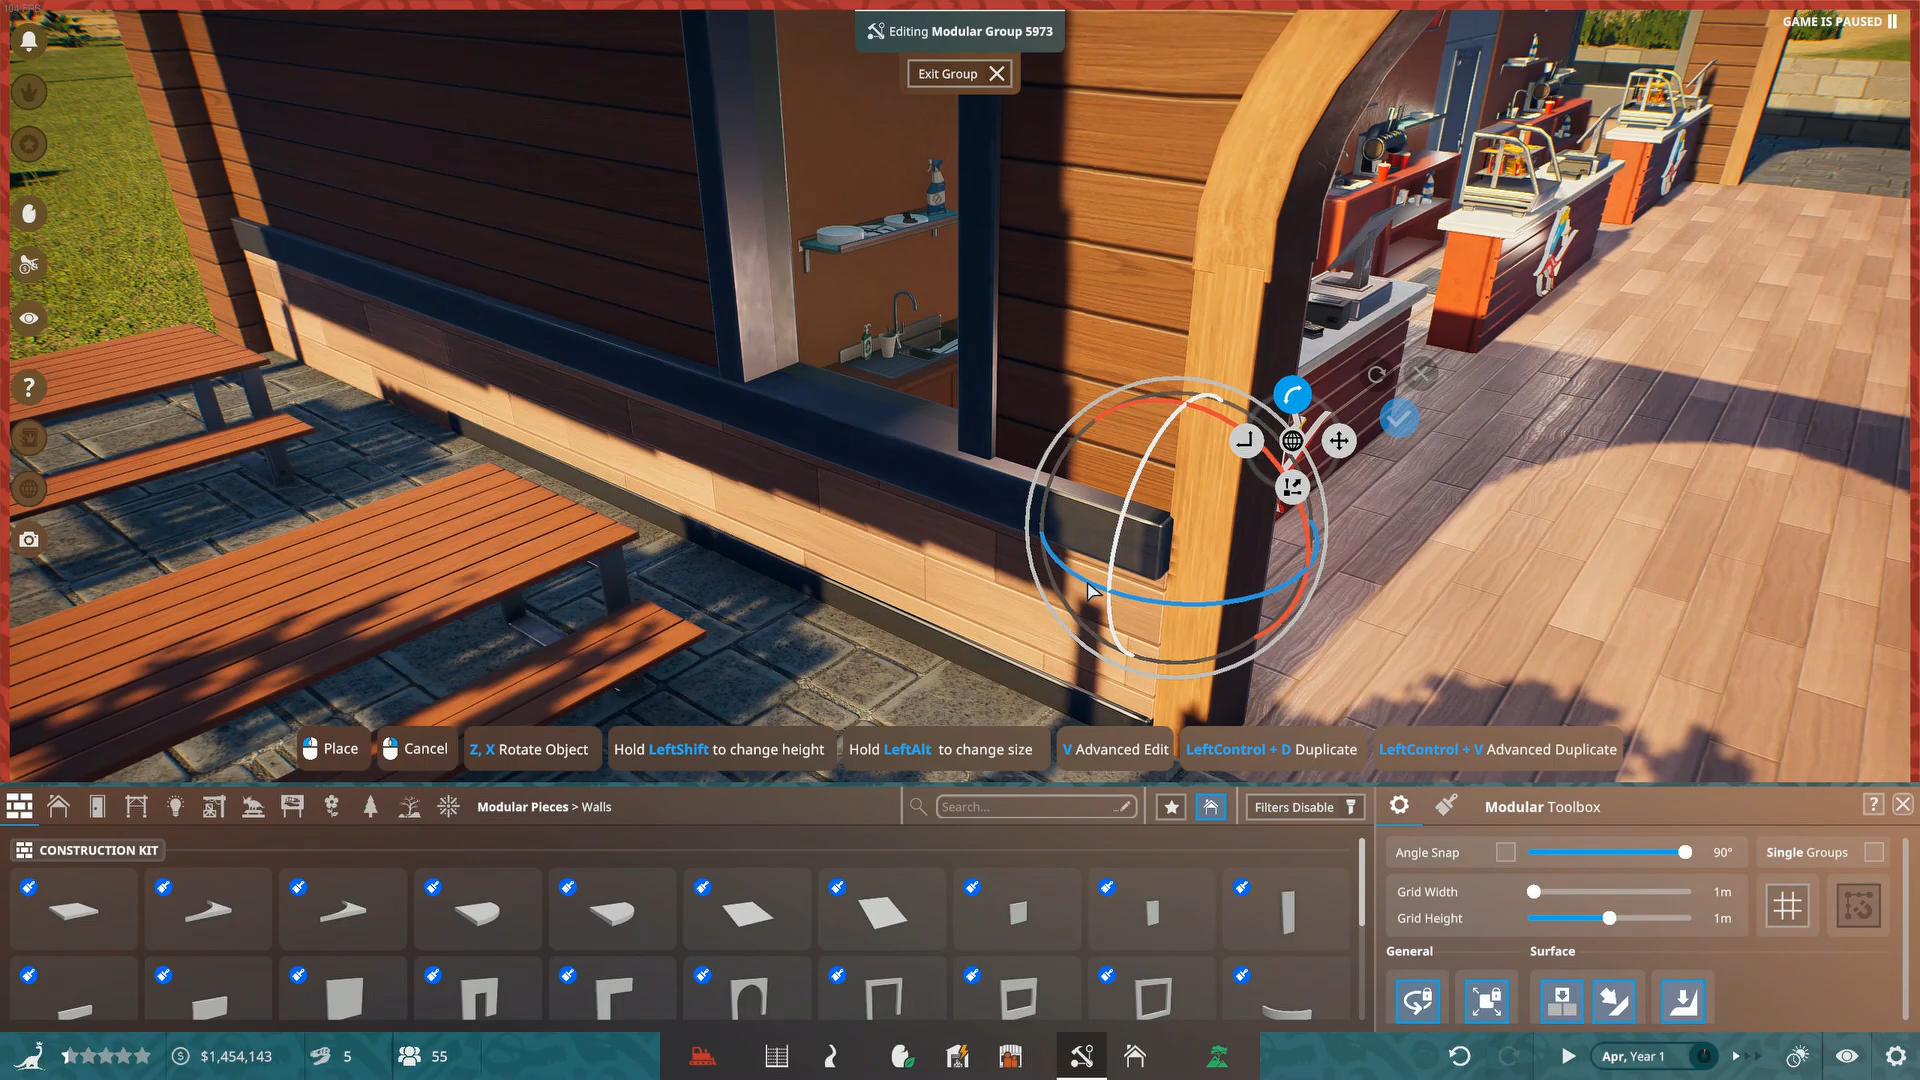 104 FPS
Editing Modular Group 5973
GAME IS PAUSED
Exit Group
?
Place
Cancel
Z, X Rotate Object
Hold LeftShift to change height
Hold LeftAlt to change size
V Advanced Edit
LeftControl + D Duplicate
LeftControl + V Advanced Duplicate
Modular Pieces > Walls
Search...
Filters Disable
Modular Toolbox
?
CONSTRUCTION KIT
Angle Snap
90°
Single Groups
Grid Width
1m
Grid Height
1m
General
Surface
$1,454,143
5
55
Apr, Year 1